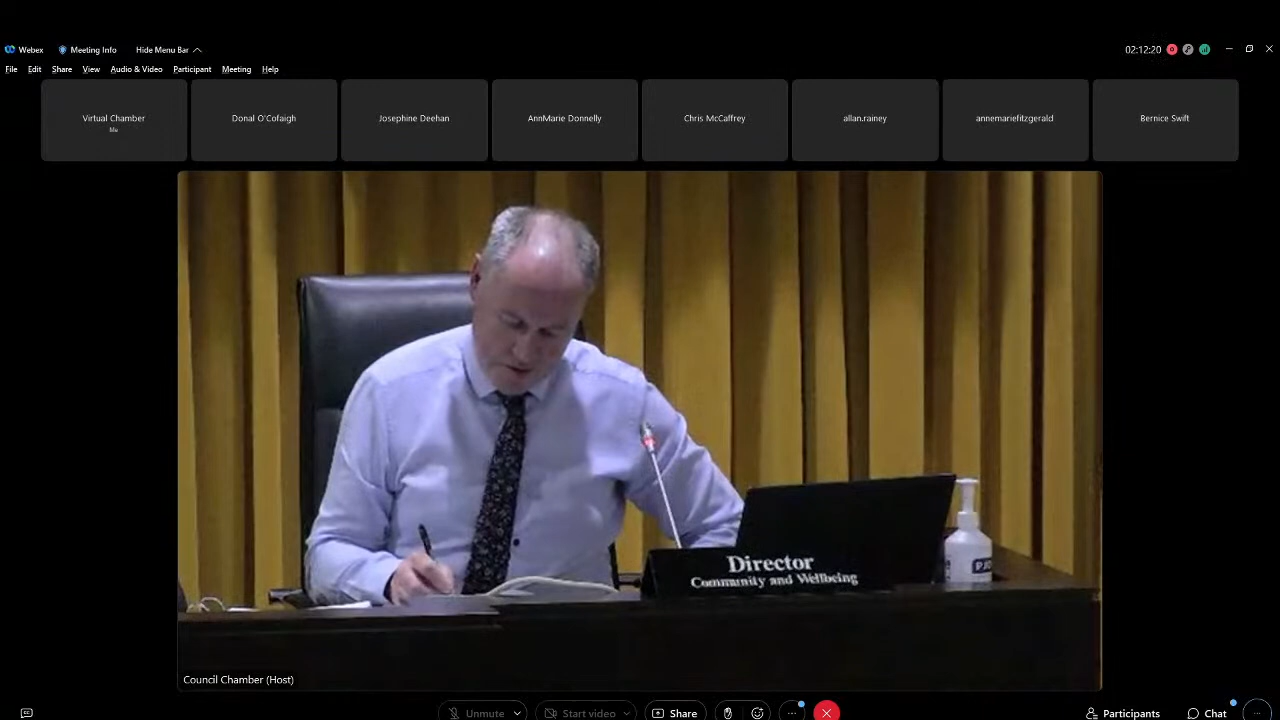 Webex Meeting Info Hide Menu Bar 02:12:20
File Edit Share View Audio & Video Participant Meeting Help
Virtual Chamber
Me
Donal O'Cofaigh
Josephine Deehan
AnnMarie Donnelly
Chris McCaffrey
allan.rainey
annemariefitzgerald
Bernice Swift
Director
Community and Wellbeing
Council Chamber (Host)
Unmute Start video Share Participants Chat